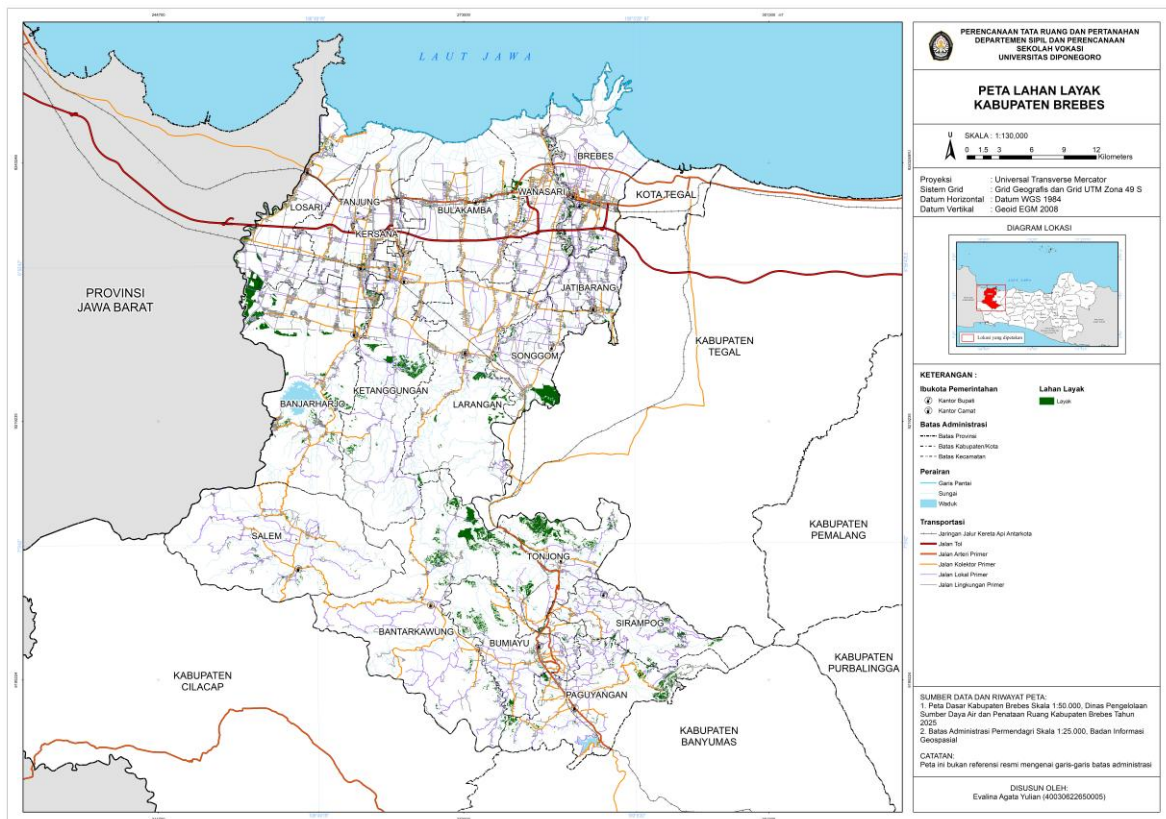 LAUT JAWA
BREBES
WANASARI
KOTA TEGAL
LOSARI
TANJUNG
BULAKAMBA
KERSANA
PROVINSI
JAWA BARAT
JATIBARANG
KABUPATEN
TEGAL
SONGGOM
KETANGGUNGAN
BANJARHARJO
LARANGAN
SALEM
TONJONG
KABUPATEN
PEMALANG
BANTARKAWUNG
BUMIAYU
SIRAMPOG
KABUPATEN
PURBALINGGA
KABUPATEN
CILACAP
PAGUYANGAN
KABUPATEN
BANYUMAS
PERENCANAAN TATA RUANG DAN PERTANAHAN
DEPARTEMEN SIPIL DAN PERENCANAAN
SEKOLAH VOKASI
UNIVERSITAS DIPONEGORO
PETA LAHAN LAYAK
KABUPATEN BREBES
U
SKALA : 1:130,000
0 1.5 3 6 9 12
Kilometers
Proyeksi : Universal Transverse Mercator
Sistem Grid : Grid Geografis dan Grid UTM Zona 49 S
Datum Horizontal : Datum WGS 1984
Datum Vertikal : Geoid EGM 2008
DIAGRAM LOKASI
Lokasi yang dipetakan
KETERANGAN :
Ibukota Pemerintahan
Kantor Bupati
Kantor Camat
Lahan Layak
Layak
Batas Administrasi
Batas Provinsi
Batas Kabupaten/Kota
Batas Kecamatan
Perairan
Garis Pantai
Sungai
Waduk
Transportasi
Jaringan Jalur Kereta Api Antarkota
Jalan Tol
Jalan Arteri Primer
Jalan Kolektor Primer
Jalan Lokal Primer
Jalan Lingkungan Primer
SUMBER DATA DAN RIWAYAT PETA:
1. Peta Dasar Kabupaten Brebes Skala 1:50.000, Dinas Pengelolaan
Sumber Daya Air dan Penataan Ruang Kabupaten Brebes Tahun
2025
2. Batas Administrasi Permendagri Skala 1:25.000, Badan Informasi
Geospasial
CATATAN:
Peta ini bukan referensi resmi mengenai garis-garis batas administrasi
DISUSUN OLEH:
Evalina Agata Yulian (40030622650005)